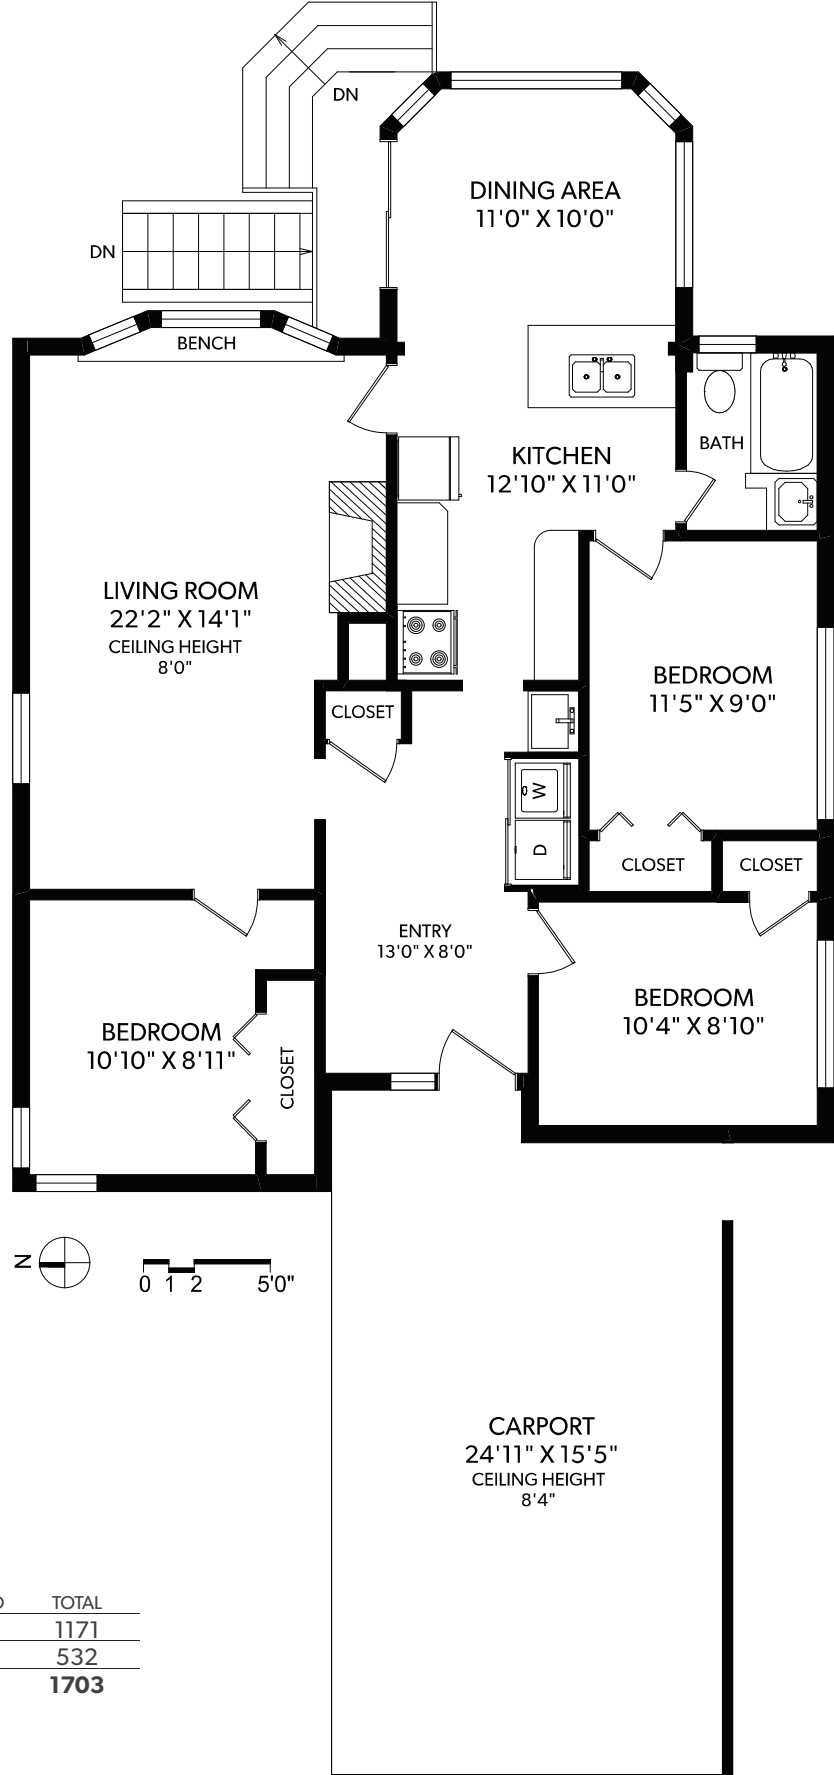 DN
DINING AREA
11'0" X 10'0"
DN
BENCH
BATH
KITCHEN
12'10" X 11'0"
LIVING ROOM
22'2" X 14'1"
CEILING HEIGHT
8'0"
BEDROOM
11'5" X 9'0"
CLOSET
W
D
CLOSET
CLOSET
ENTRY
13'0" X 8'0"
BEDROOM
10'4" X 8'10"
BEDROOM
10'10" X 8'11"
CLOSET
N
0 1 2 5'0"
CARPORT
24'11" X 15'5"
CEILING HEIGHT
8'4"
TOTAL
1171
532
1703